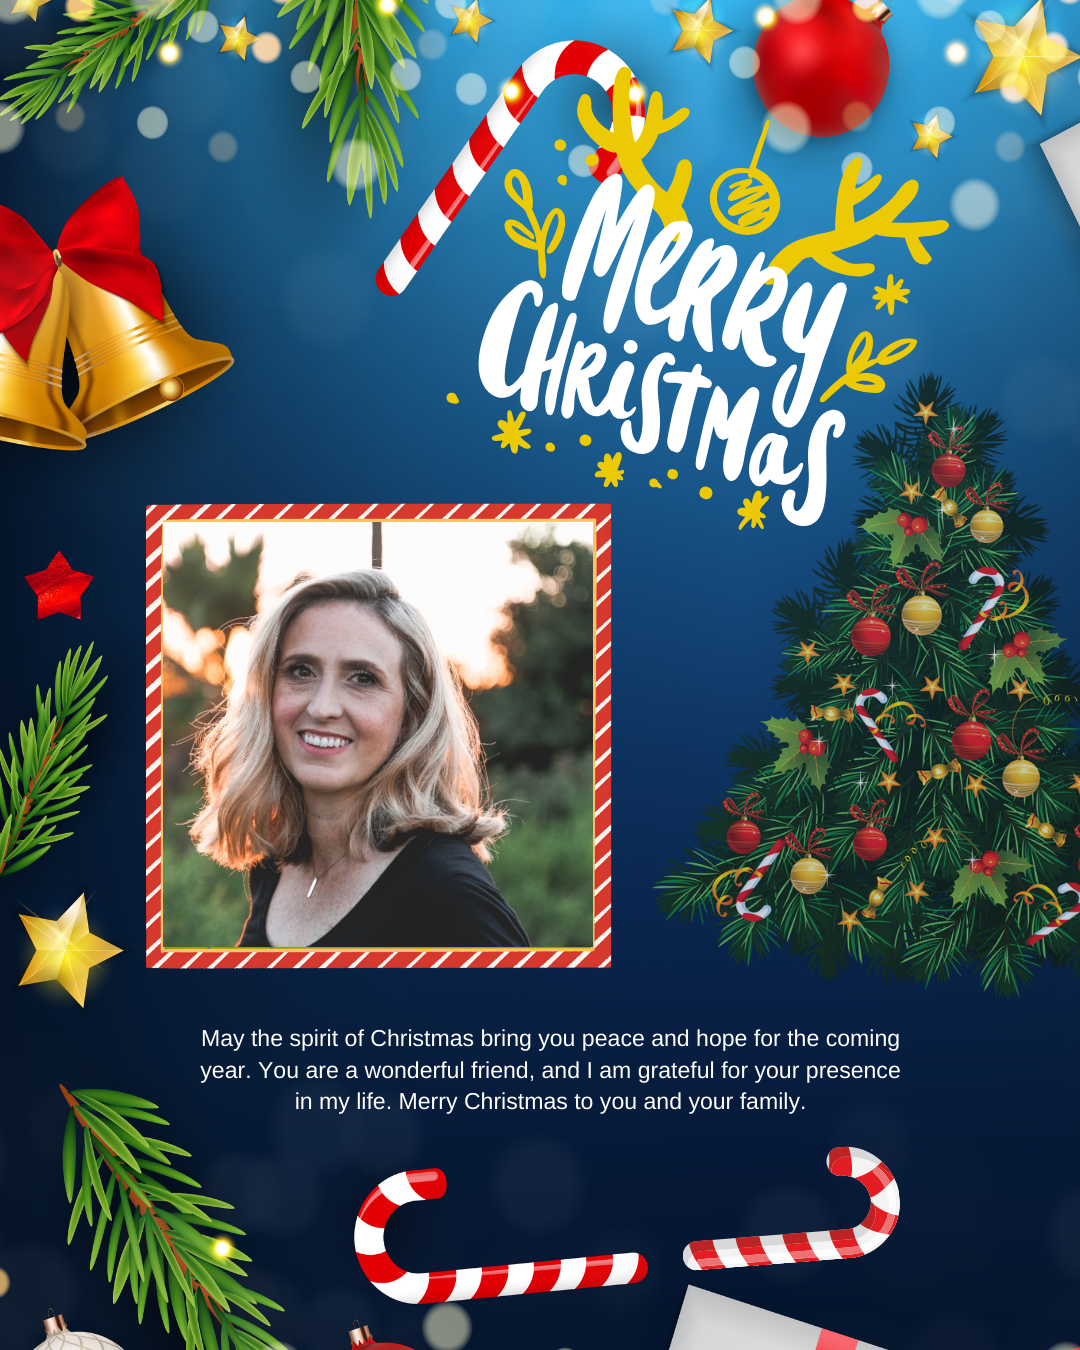 Merry
Christmas
May the spirit of Christmas bring you peace and hope for the coming
year. You are a wonderful friend, and I am grateful for your presence
in my life. Merry Christmas to you and your family.